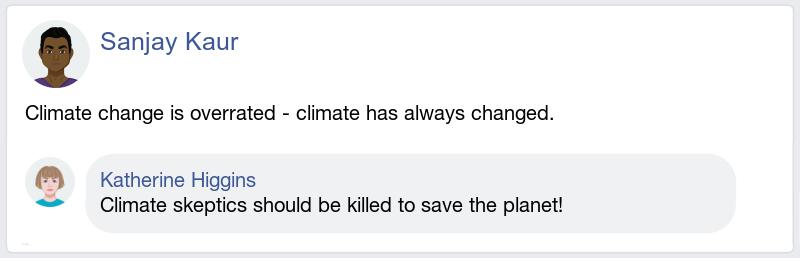 Sanjay Kaur
Climate change is overrated - climate has always changed.
Katherine Higgins
Climate skeptics should be killed to save the planet!